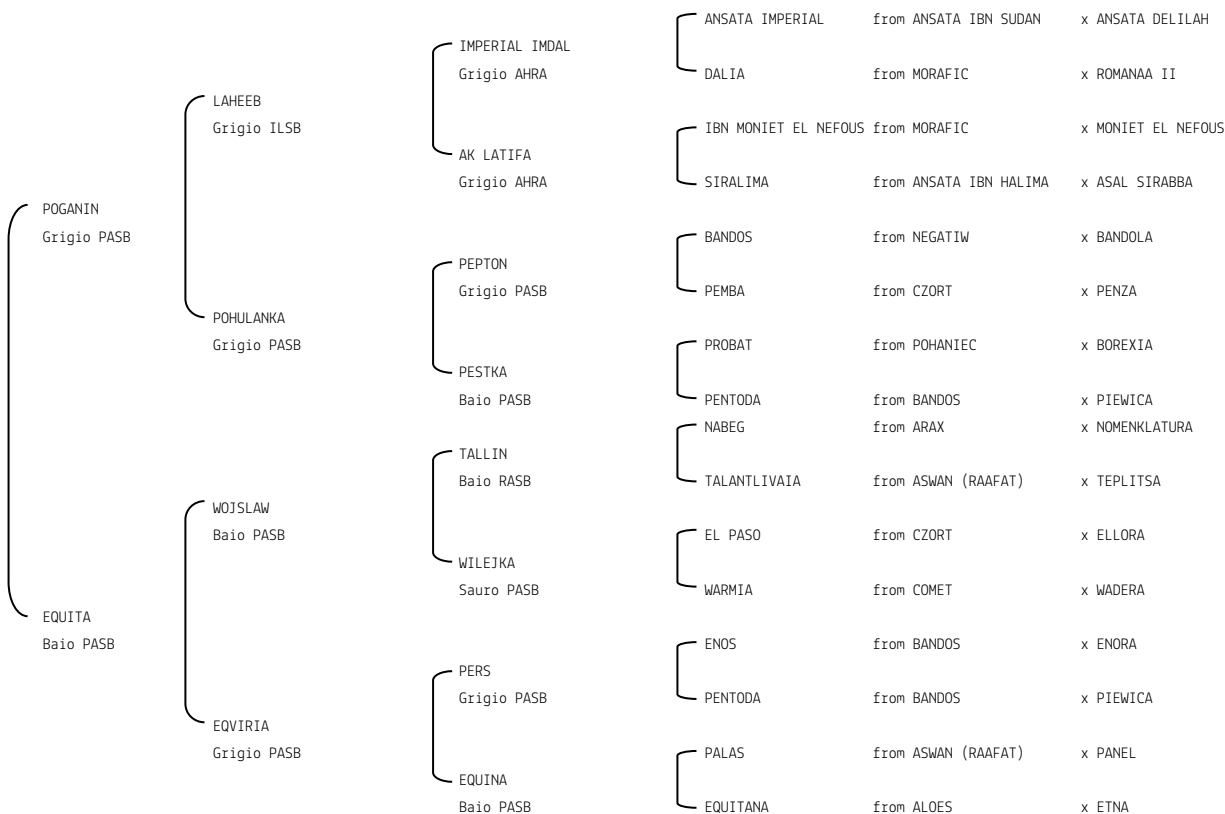 ANSATA IMPERIAL from ANSATA IBN SUDAN x ANSATA DELILAH
IMPERIAL IMDAL
Grigio AHRA
DALIA from MORAFIC x ROMANAA II
LAHEEB
Grigio ILSB
IBN MONIET EL NEFOUS from MORAFIC x MONIET EL NEFOUS
AK LATIFA
Grigio AHRA
SIRALIMA from ANSATA IBN HALIMA x ASAL SIRABBA
POGANIN
Grigio PASB
BANDOS from NEGATIW x BANDOLA
PEPTON
Grigio PASB
PEMBA from CZORT x PENZA
POHULANKA
Grigio PASB
PROBAT from POHANIEC x BOREXIA
PESTKA
Baio PASB
PENTODA from BANDOS x PIEWICA
NABEG from ARAX x NOMENKLATURA
TALLIN
Baio RASB
TALANTLIVAIA from ASWAN (RAAFAT) x TEPLITSA
WOJSLAW
Baio PASB
EL PASO from CZORT x ELLORA
WILEJKA
Sauro PASB
WARMIA from COMET x WADERA
EQUITA
Baio PASB
ENOS from BANDOS x ENORA
PERS
Grigio PASB
PENTODA from BANDOS x PIEWICA
EQVIRIA
Grigio PASB
PALAS from ASWAN (RAAFAT) x PANEL
EQUINA
Baio PASB
EQUITANA from ALOES x ETNA